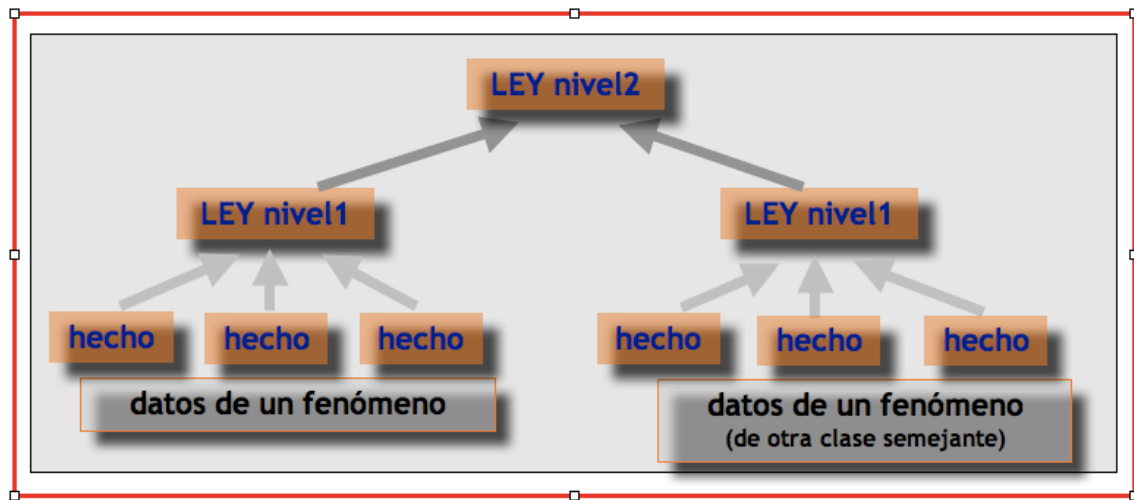 LEY nivel2
LEY nivel1
LEY nivel1
hecho
hecho
hecho
hecho
hecho
hecho
datos de un fenómeno
datos de un fenómeno
(de otra clase semejante)